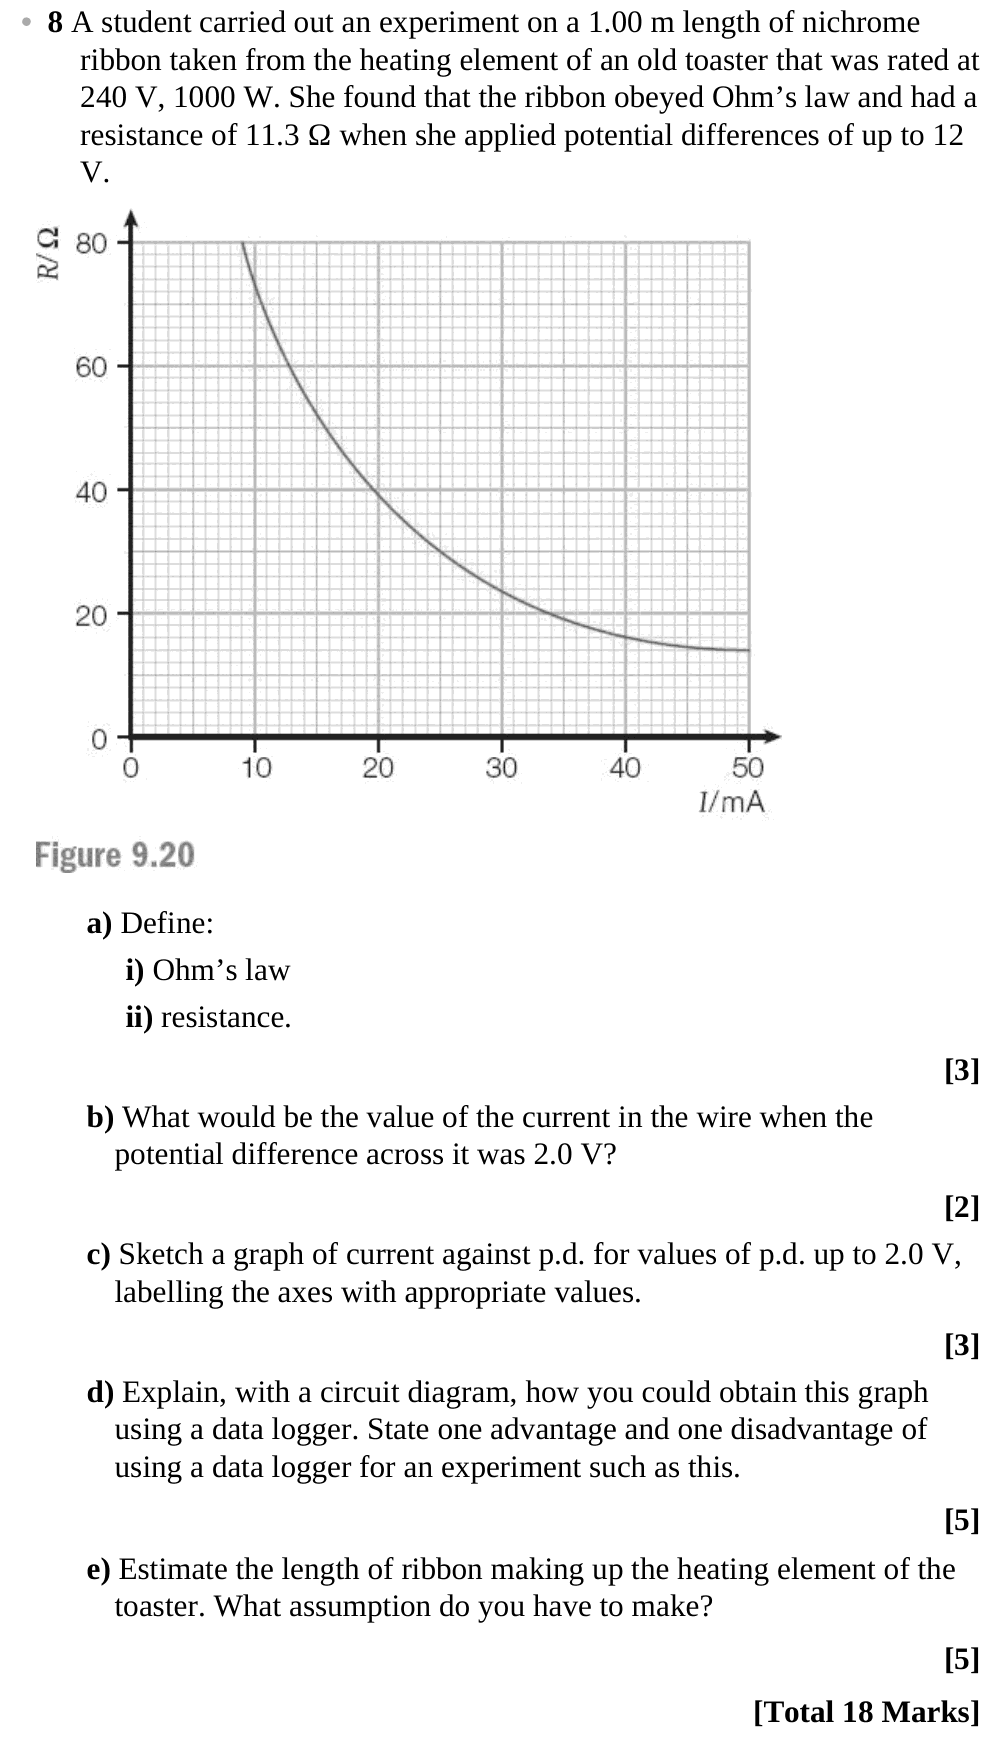 • 8 A student carried out an experiment on a 1.00 m length of nichrome
ribbon taken from the heating element of an old toaster that was rated at
240 V, 1000 W. She found that the ribbon obeyed Ohm’s law and had a
resistance of 11.3 Ω when she applied potential differences of up to 12
V.
R/Ω
80
60
40
20
0
0 10 20 30 40 50
I/mA
Figure 9.20
a) Define:
i) Ohm’s law
ii) resistance.
[3]
b) What would be the value of the current in the wire when the
potential difference across it was 2.0 V?
[2]
c) Sketch a graph of current against p.d. for values of p.d. up to 2.0 V,
labelling the axes with appropriate values.
[3]
d) Explain, with a circuit diagram, how you could obtain this graph
using a data logger. State one advantage and one disadvantage of
using a data logger for an experiment such as this.
[5]
e) Estimate the length of ribbon making up the heating element of the
toaster. What assumption do you have to make?
[5]
[Total 18 Marks]